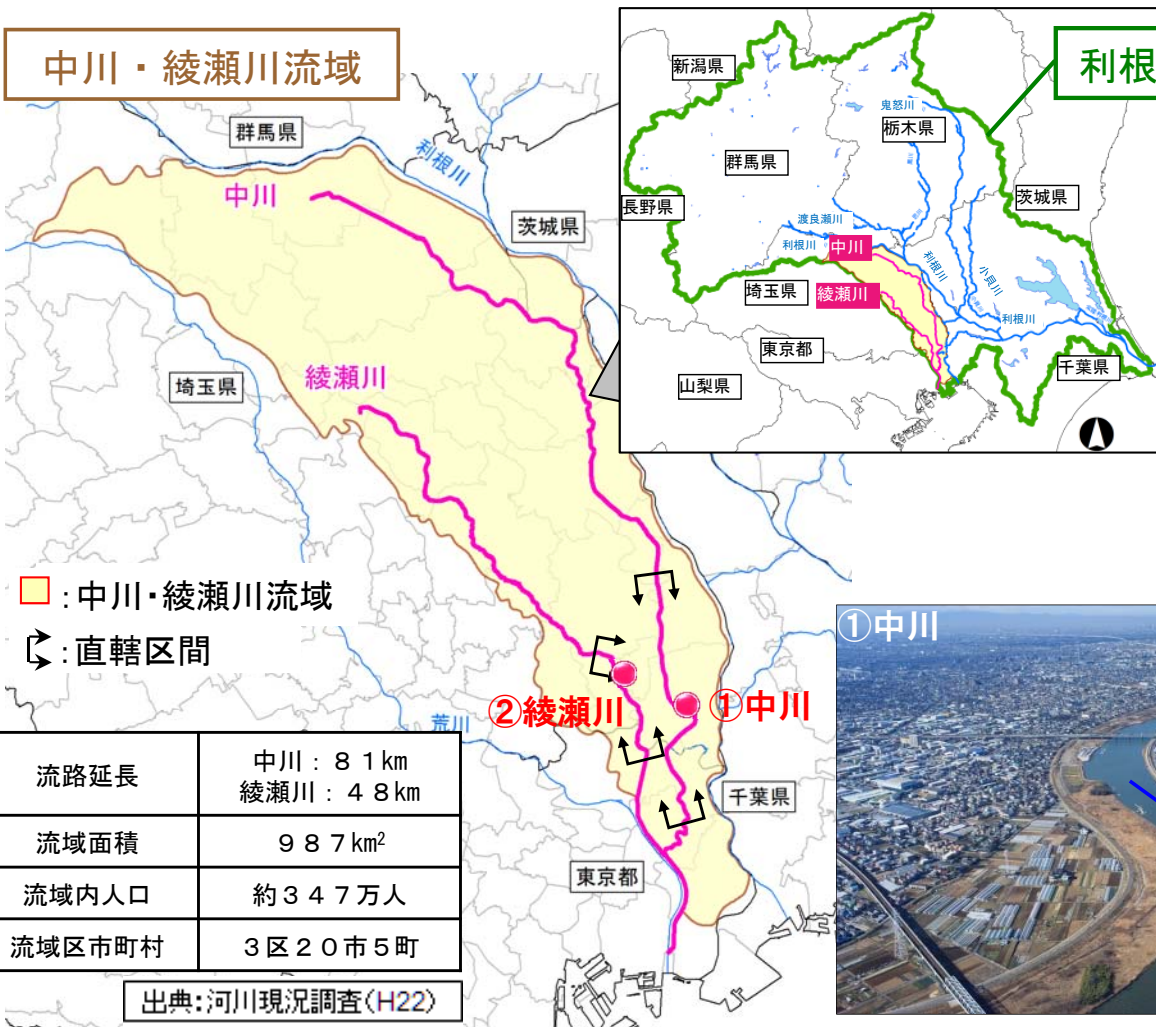 中川・綾瀬川流域
群馬県
利根川
中川
茨城県
綾瀬川
埼玉県
：中川・綾瀬川流域
：直轄区間
②綾瀬川
①中川
荒川
千葉県
東京都
流路延長
中川：８１km
綾瀬川：４８km
流域面積
９８７km²
流域内人口
約３４７万人
流域区市町村
３区２０市５町
出典：河川現況調査(H22)
利根
新潟県
鬼怒川
栃木県
群馬県
長野県
茨城県
渡良瀬川
利根川
中川
利根川
小貝川
埼玉県
綾瀬川
利根川
東京都
千葉県
山梨県
①中川